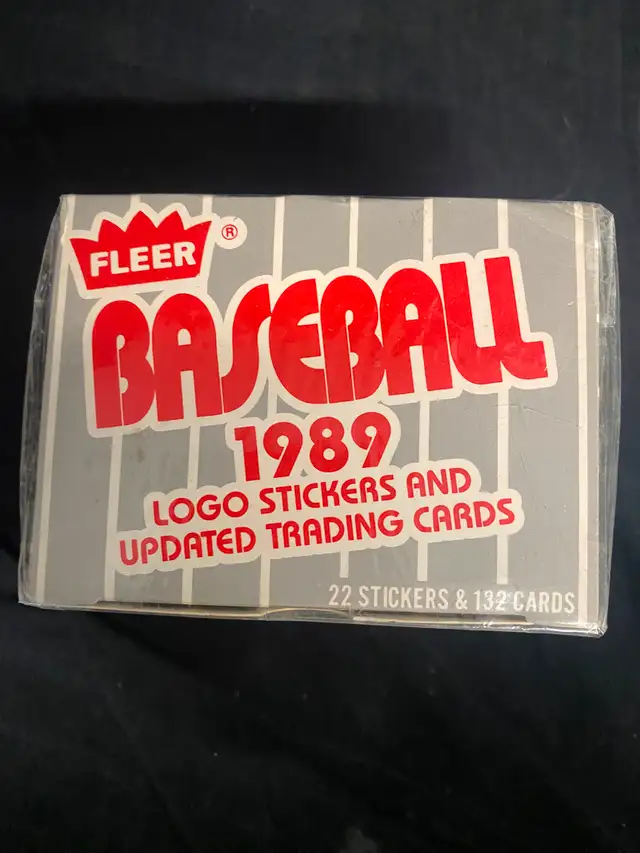 FLEER ®
BASEBALL
1989
LOGO STICKERS AND
UPDATED TRADING CARDS
22 STICKERS & 132 CARDS